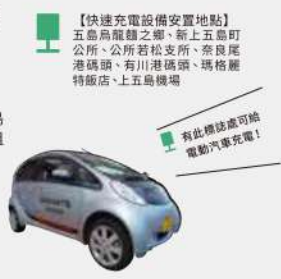 【快速充電設備安置地點】
五島烏龍麵之鄉、新上五島町
公所、公所若松支所、奈良尾
港碼頭、有川港碼頭、瑪格麗
特飯店、上五島機場
有此標誌處可給
電動汽車充電！